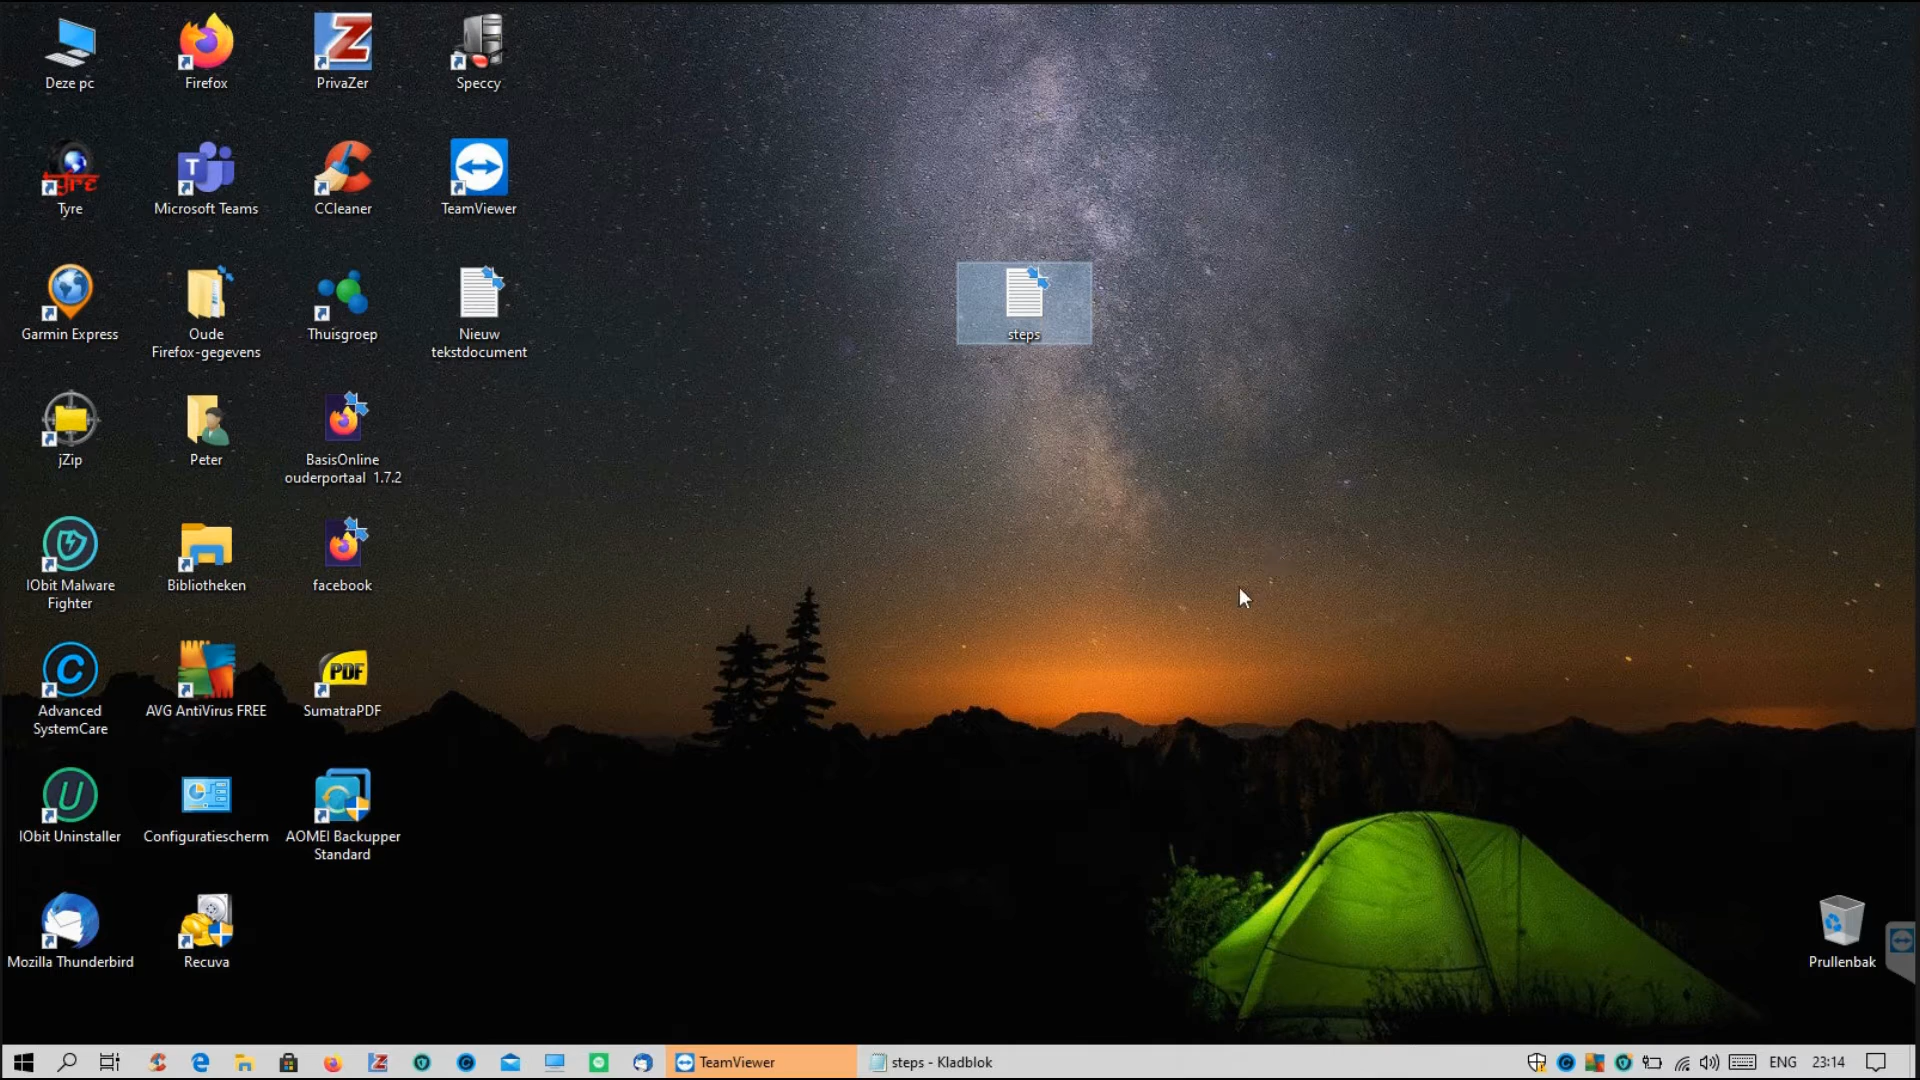 Deze pc
Firefox
PrivaZer
Speccy
tyre
Tyre
T
Microsoft Teams
CCleaner
TeamViewer
Garmin Express
Oude
Firefox-gegevens
Thuisgroep
Nieuw
tekstdocument
steps
jZip
Peter
BasisOnline
ouderportaal 1.7.2
IObit Malware
Fighter
Bibliotheken
facebook
Advanced
SystemCare
AVG AntiVirus FREE
PDF
SumatraPDF
IObit Uninstaller
Configuratiescherm
AOMEI Backupper
Standard
Mozilla Thunderbird
Recuva
Prullenbak
TeamViewer
steps - Kladblok
ENG
23:14